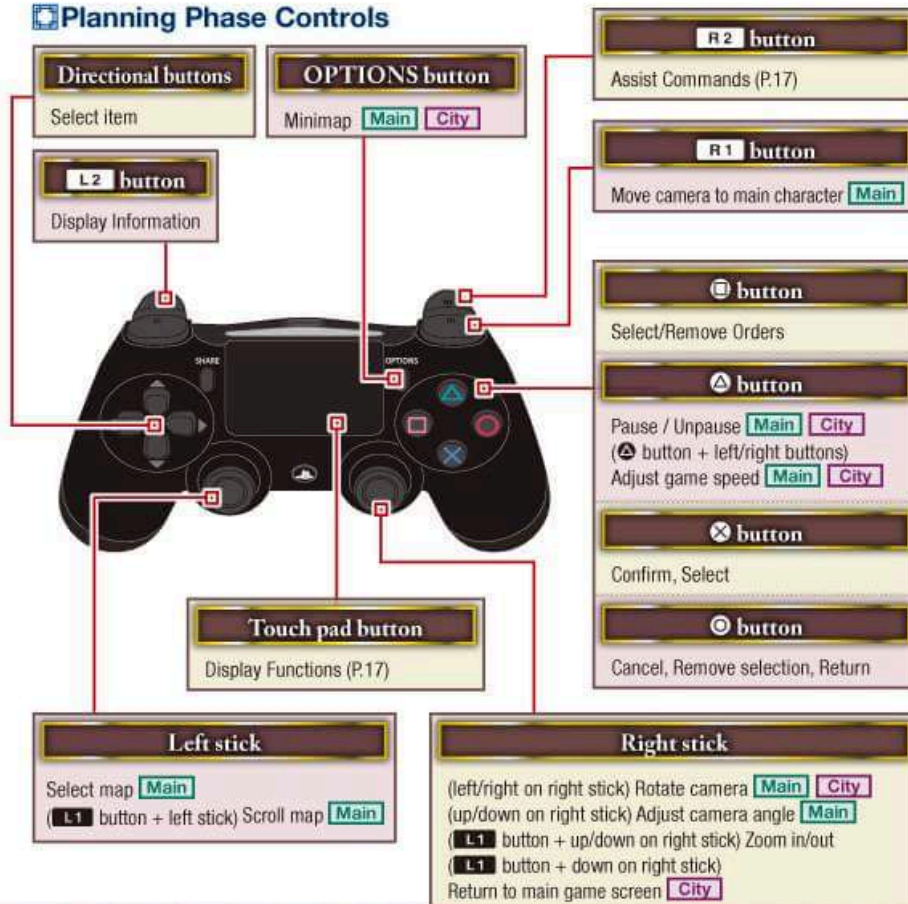 Planning Phase Controls
Directional buttons
Select item
OPTIONS button
Minimap Main City
R2 button
Assist Commands (P.17)
L2 button
Display Information
R1 button
Move camera to main character Main
SHARE
OPTIONS
□ button
Select/Remove Orders
△ button
Pause / Unpause Main City
(△ button + left/right buttons)
Adjust game speed Main City
✕ button
Confirm, Select
○ button
Cancel, Remove selection, Return
Touch pad button
Display Functions (P.17)
Left stick
Select map Main
(L1 button + left stick) Scroll map Main
Right stick
(left/right on right stick) Rotate camera Main City
(up/down on right stick) Adjust camera angle Main
(L1 button + up/down on right stick) Zoom in/out
(L1 button + down on right stick)
Return to main game screen City